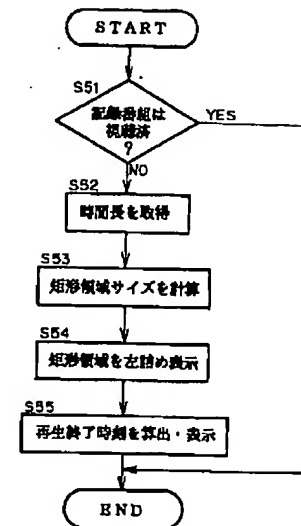 START
S51
記録番組は
視聴済
?
YES
NO
S52
時間長を取得
S53
矩形領域サイズを計算
S54
矩形領域を左詰め表示
S55
再生終了時刻を算出・表示
END